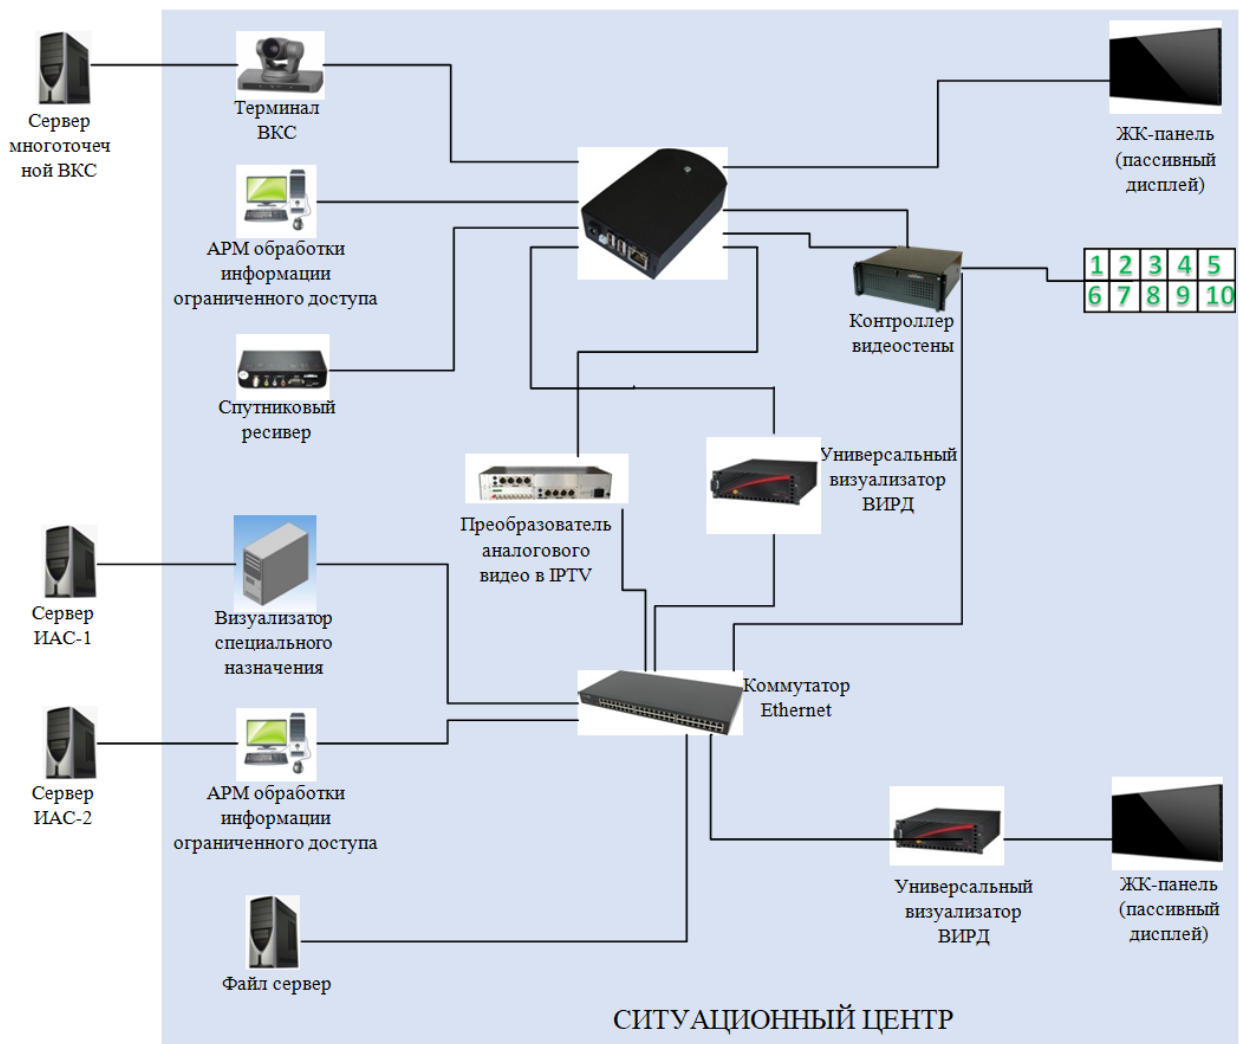 Сервер
многоточеч
ной ВКС
Терминал
ВКС
ЖК-панель
(пассивный
дисплей)
АРМ обработки
информации
ограниченного доступа
1 2 3 4 5
6 7 8 9 10
Контроллер
видеостены
Спутниковый
ресивер
Универсальный
визуализатор
ВИРД
Преобразователь
аналогового
видео в IPTV
Сервер
ИАС-1
Визуализатор
специального
назначения
Коммутатор
Ethernet
Сервер
ИАС-2
АРМ обработки
информации
ограниченного доступа
Универсальный
визуализатор
ВИРД
ЖК-панель
(пассивный
дисплей)
Файл сервер
СИТУАЦИОННЫЙ ЦЕНТР